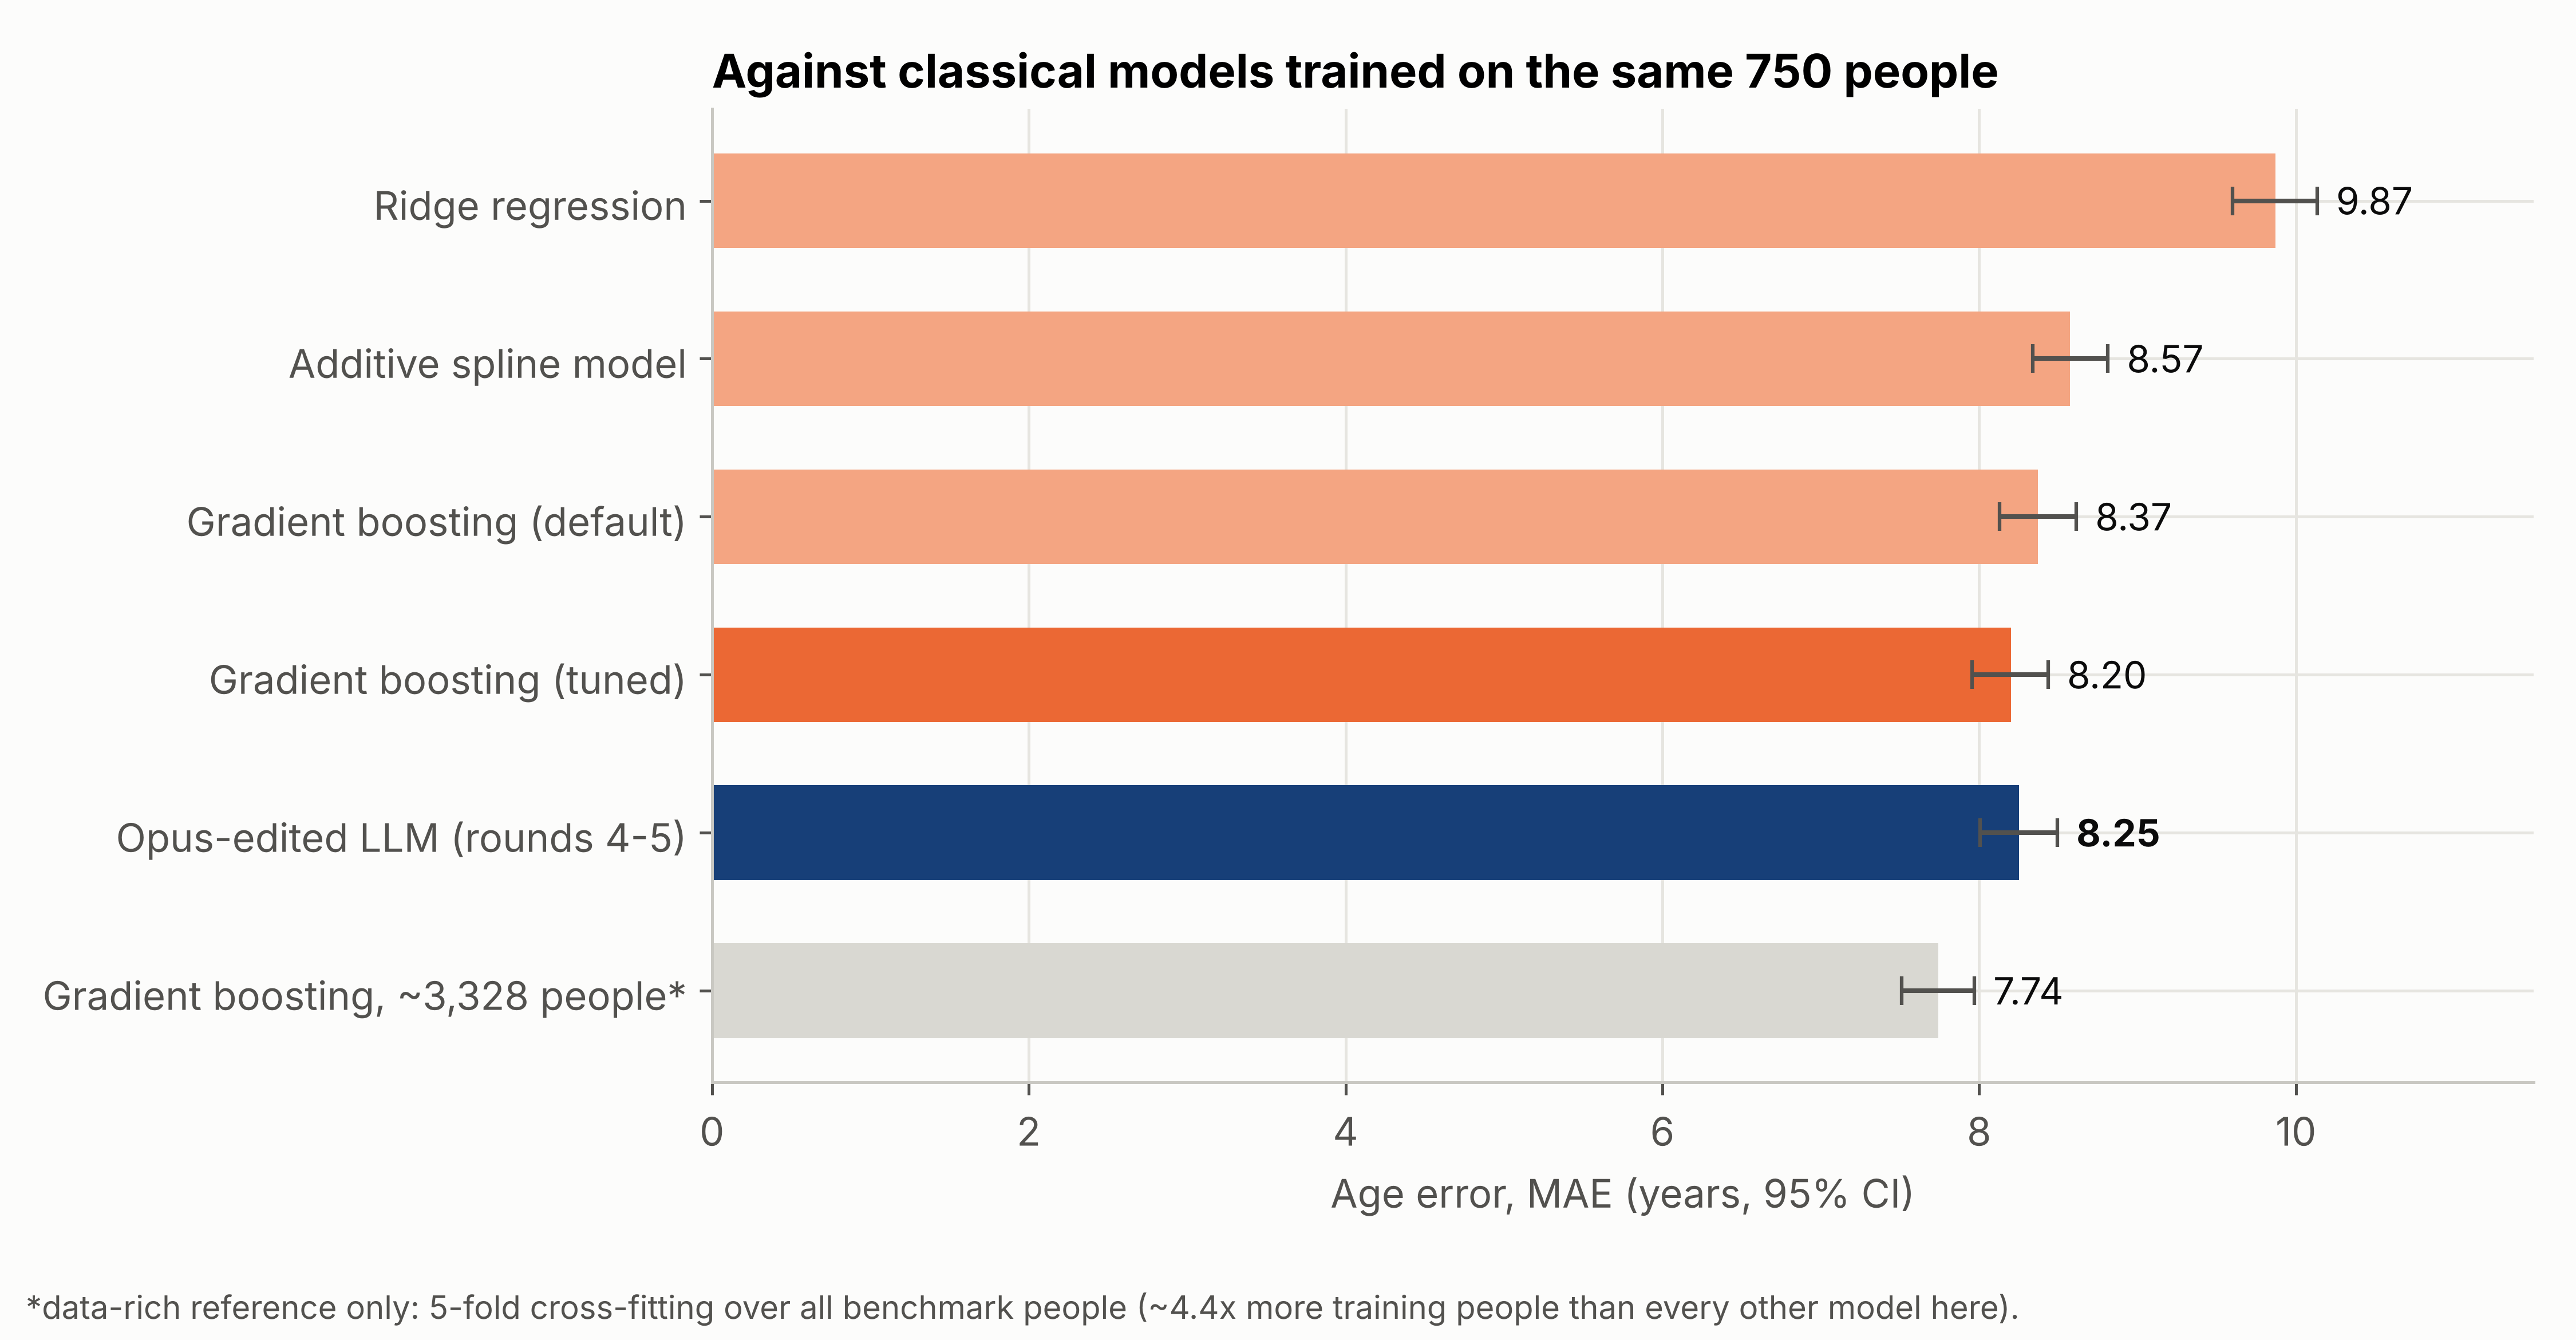 Against classical models trained on the same 750 people
Ridge regression
9.87
Additive spline model
8.57
Gradient boosting (default)
8.37
Gradient boosting (tuned)
8.20
Opus-edited LLM (rounds 4-5)
8.25
Gradient boosting, ~3,328 people*
7.74
0 2 4 6 8 10
Age error, MAE (years, 95% CI)
*data-rich reference only: 5-fold cross-fitting over all benchmark people (~4.4x more training people than every other model here).